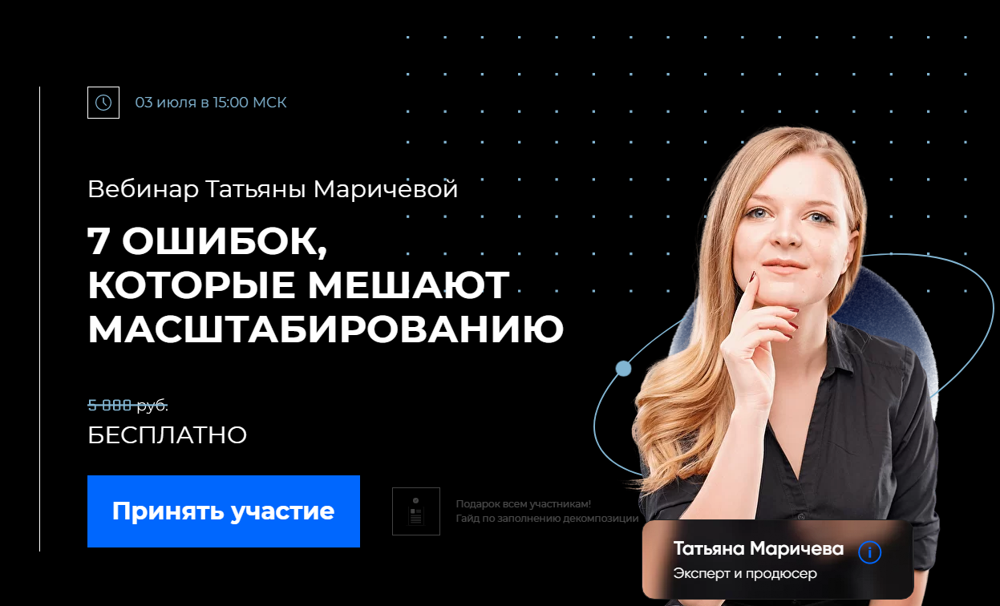 03 июля в 15:00 МСК
Вебинар Татьяны Маричевой
7 ОШИБОК,
КОТОРЫЕ МЕШАЮТ
МАСШТАБИРОВАНИЮ
5 000 руб.
БЕСПЛАТНО
Принять участие
Подарок всем участникам!
Гайд по заполнению декомпозиции
Татьяна Маричева
Эксперт и продюсер